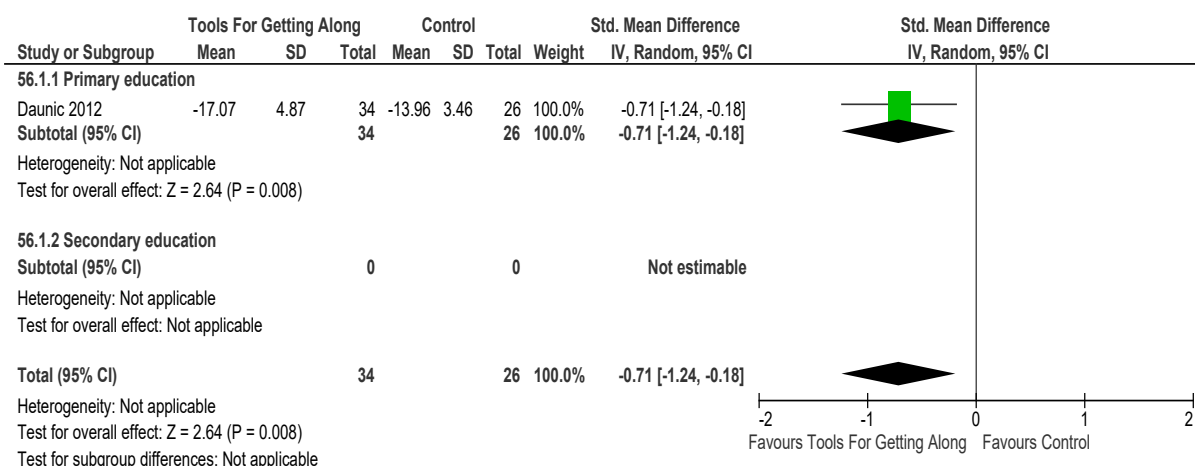 Tools For Getting Along Control Std. Mean Difference Std. Mean Difference
Study or Subgroup Mean SD Total Mean SD Total Weight IV, Random, 95% CI IV, Random, 95% CI
56.1.1 Primary education
Daunic 2012 -17.07 4.87 34 -13.96 3.46 26 100.0% -0.71 [-1.24, -0.18]
Subtotal (95% CI) 34 26 100.0% -0.71 [-1.24, -0.18]
Heterogeneity: Not applicable
Test for overall effect: Z = 2.64 (P = 0.008)
56.1.2 Secondary education
Subtotal (95% CI) 0 0 Not estimable
Heterogeneity: Not applicable
Test for overall effect: Not applicable
Total (95% CI) 34 26 100.0% -0.71 [-1.24, -0.18]
Heterogeneity: Not applicable
Test for overall effect: Z = 2.64 (P = 0.008)
Test for subgroup differences: Not applicable
-2 -1 0 1 2
Favours Tools For Getting Along Favours Control